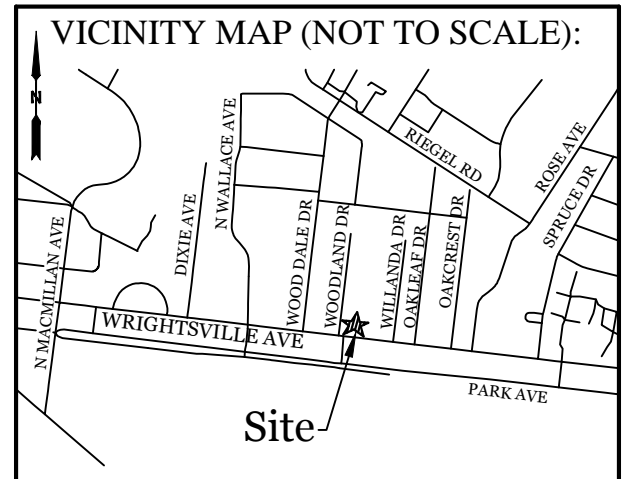 VICINITY MAP (NOT TO SCALE):
N
RIEGEL RD
ROSE AVE
SPRUCE DR
N WALLACE AVE
DIXIE AVE
N MACMILLAN AVE
WOOD DALE DR
WOODLAND DR
WILLANDA DR
OAKLEAF DR
OAKCREST DR
WRIGHTSVILLE AVE
PARK AVE
Site